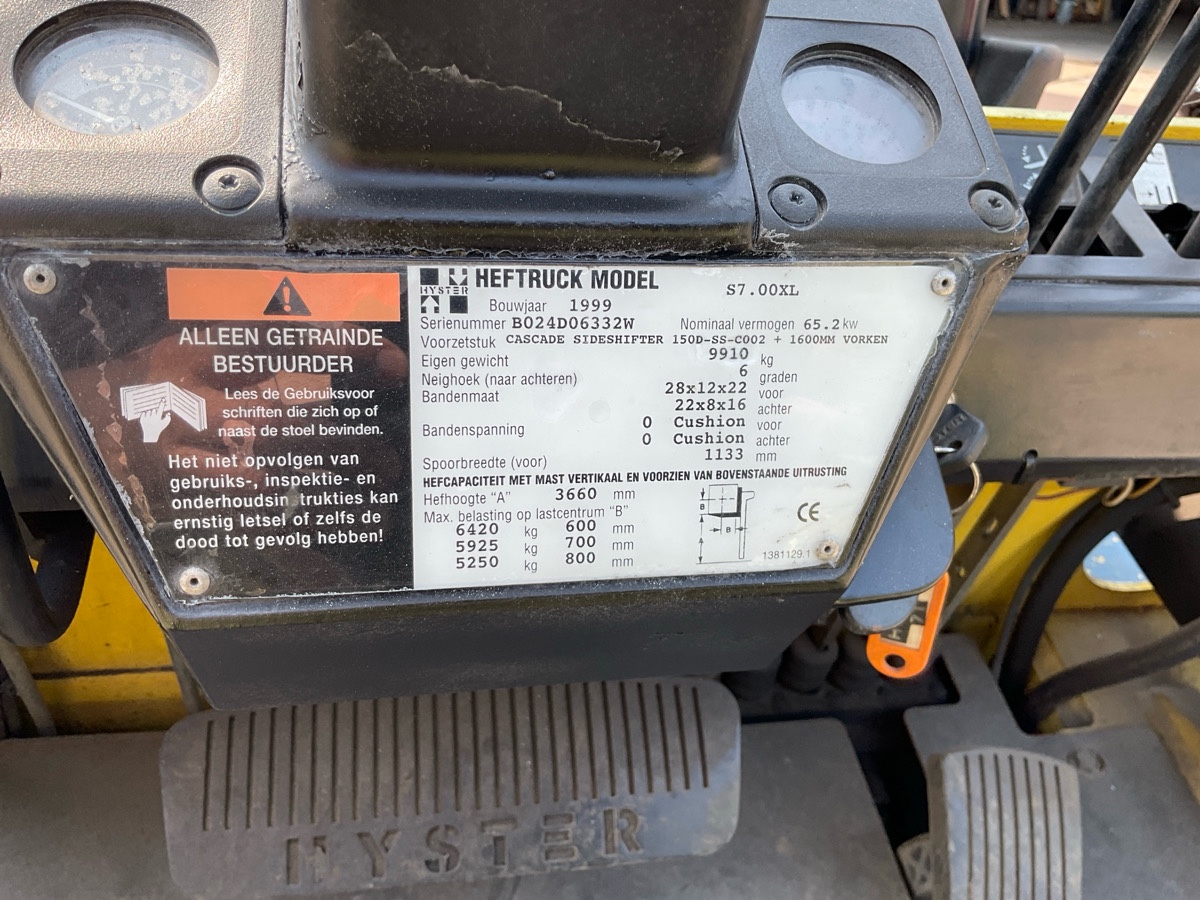 ALLEEN GETRAINDE
BESTUURDER
Lees de Gebruiksvoor
schriften die zich op of
naast de stoel bevinden.
Het niet opvolgen van
gebruiks-, inspektie- en
onderhoudsin trukties kan
ernstig letsel of zelfs de
dood tot gevolg hebben!
HYSTER
HEFTRUCK MODEL S7.00XL
Bouwjaar 1999
Serienummer B024D06332W Nominaal vermogen 65.2 kw
Voorzetstuk CASCADE SIDESHIFTER 150D-SS-C002 + 1600MM VORKEN
Eigen gewicht 9910 kg
Neighoek (naar achteren) 6 graden
Bandenmaat 28x12x22 voor
22x8x16 achter
Bandenspanning 0 Cushion voor
0 Cushion achter
Spoorbreedte (voor) 1133 mm
HEFCAPACITEIT MET MAST VERTIKAAL EN VOORZIEN VAN BOVENSTAANDE UITRUSTING
Hefhoogte "A" 3660 mm
Max. belasting op lastcentrum "B"
6420 kg 600 mm
5925 kg 700 mm
5250 kg 800 mm
B
B
A
CE
1381129.1
HYSTER